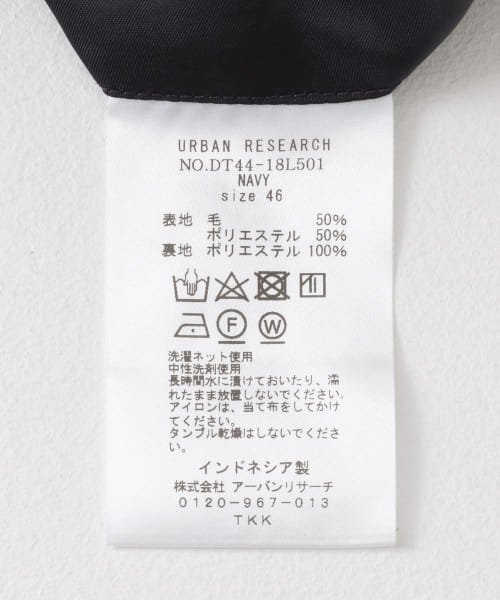 URBAN RESEARCH
NO.DT44-18L501
NAVY
size 46
表地 毛 50%
ポリエステル 50%
裏地 ポリエステル 100%
F W
洗濯ネット使用
中性洗剤使用
長時間水に漬けておいたり、濡
れたまま放置しないでください。
アイロンは、当て布をしてかけ
てください。
タンブル乾燥はしないでくださ
い。
インドネシア製
株式会社 アーバンリサーチ
0120-967-013
TKK